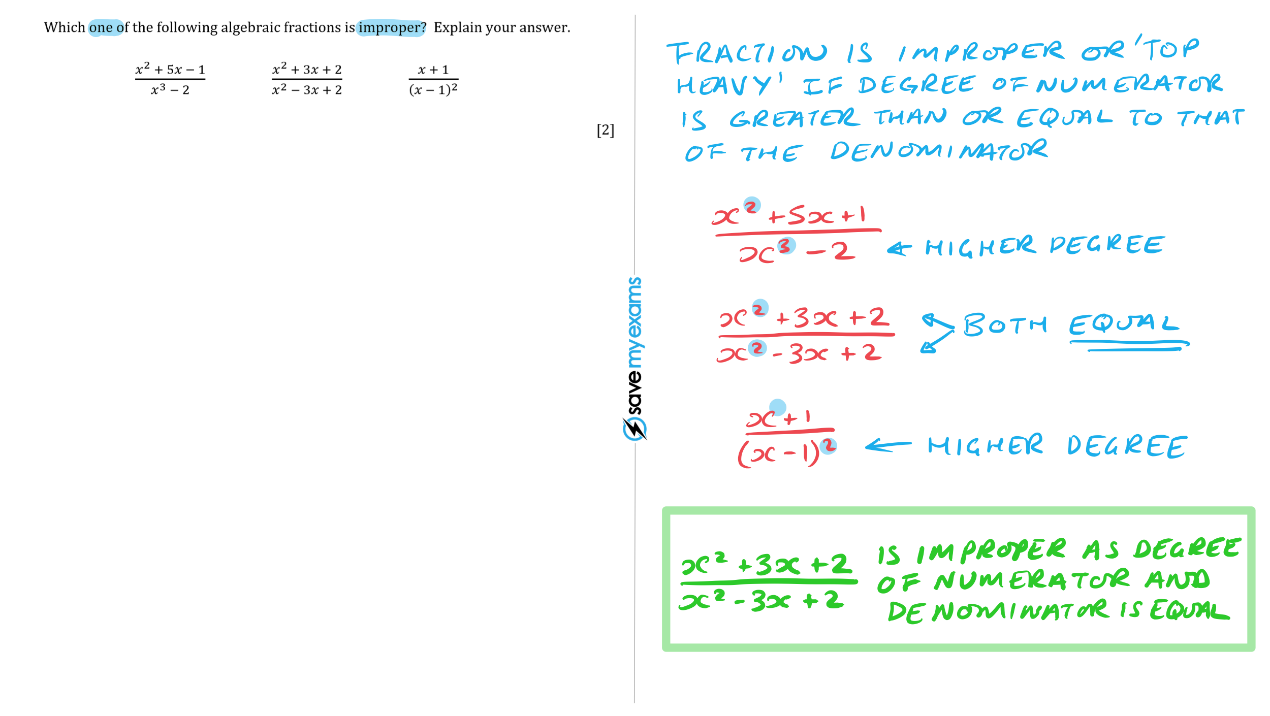 Which one of the following algebraic fractions is improper? Explain your answer.
x² + 5x − 1
x³ − 2
x² + 3x + 2
x² − 3x + 2
x + 1
(x − 1)²
[2]
savemyexams
FRACTION IS IMPROPER OR 'TOP
HEAVY' IF DEGREE OF NUMERATOR
IS GREATER THAN OR EQUAL TO THAT
OF THE DENOMINATOR
x² + 5x + 1
x³ − 2 ← HIGHER DEGREE
x² + 3x + 2
x² - 3x + 2
BOTH EQUAL
x + 1
(x − 1)² ← HIGHER DEGREE
x² + 3x + 2
x² - 3x + 2
IS IMPROPER AS DEGREE
OF NUMERATOR AND
DENOMINATOR IS EQUAL